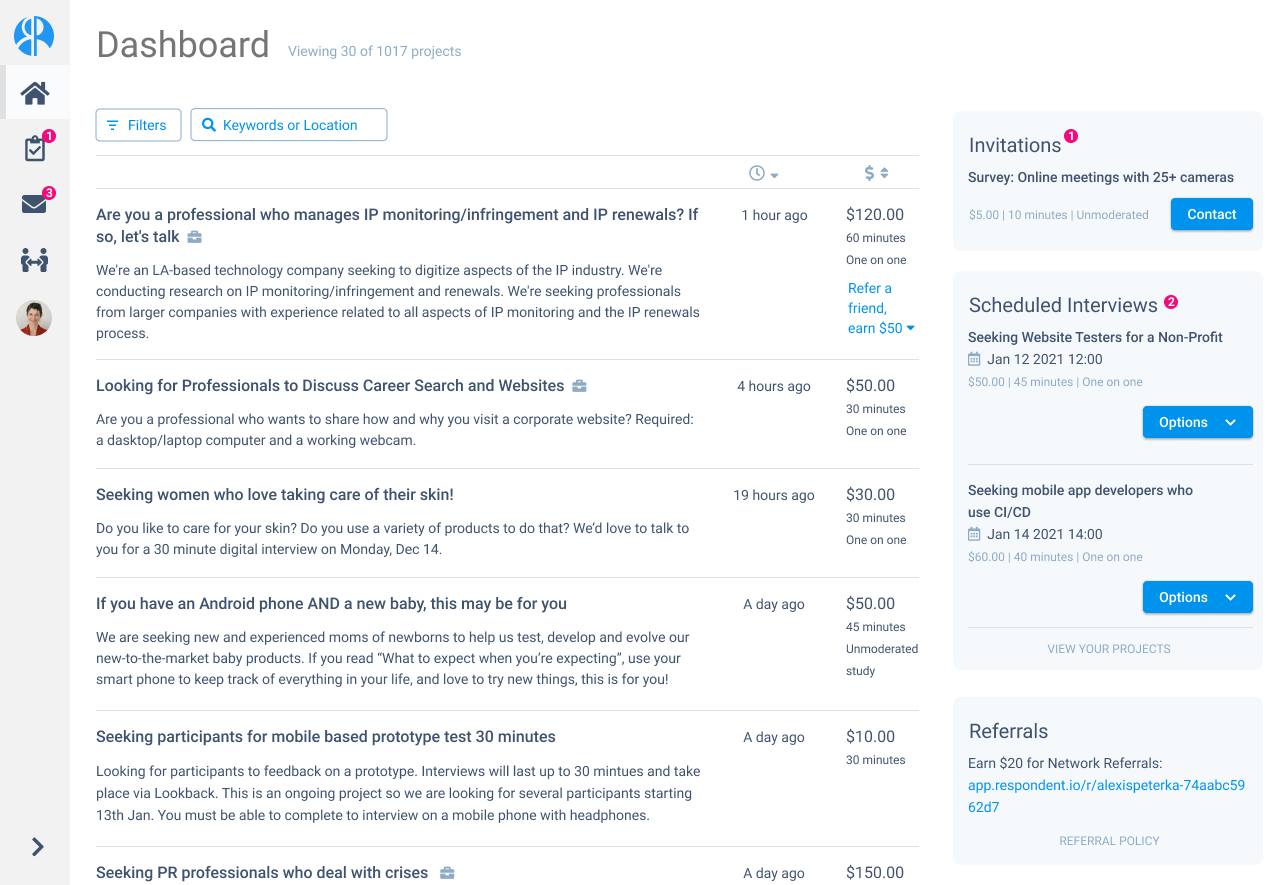 Dashboard
Viewing 30 of 1017 projects
Filters
Keywords or Location
$
1
3
Are you a professional who manages IP monitoring/infringement and IP renewals? If
so, let's talk
1 hour ago
$120.00
60 minutes
One on one
We're an LA-based technology company seeking to digitize aspects of the IP industry. We're
conducting research on IP monitoring/infringement and renewals. We're seeking professionals
from larger companies with experience related to all aspects of IP monitoring and the IP renewals
process.
Refer a
friend,
earn $50
Looking for Professionals to Discuss Career Search and Websites
4 hours ago
$50.00
30 minutes
One on one
Are you a professional who wants to share how and why you visit a corporate website? Required:
a dasktop/laptop computer and a working webcam.
Seeking women who love taking care of their skin!
19 hours ago
$30.00
30 minutes
One on one
Do you like to care for your skin? Do you use a variety of products to do that? We’d love to talk to
you for a 30 minute digital interview on Monday, Dec 14.
If you have an Android phone AND a new baby, this may be for you
A day ago
$50.00
45 minutes
Unmoderated
study
We are seeking new and experienced moms of newborns to help us test, develop and evolve our
new-to-the-market baby products. If you read “What to expect when you’re expecting”, use your
smart phone to keep track of everything in your life, and love to try new things, this is for you!
Seeking participants for mobile based prototype test 30 minutes
A day ago
$10.00
30 minutes
Looking for participants to feedback on a prototype. Interviews will last up to 30 mintues and take
place via Lookback. This is an ongoing project so we are looking for several participants starting
13th Jan. You must be able to complete to interview on a mobile phone with headphones.
Seeking PR professionals who deal with crises
A day ago
$150.00
Invitations 1
Survey: Online meetings with 25+ cameras
$5.00 | 10 minutes | Unmoderated
Contact
Scheduled Interviews 2
Seeking Website Testers for a Non-Profit
Jan 12 2021 12:00
$50.00 | 45 minutes | One on one
Options
Seeking mobile app developers who
use CI/CD
Jan 14 2021 14:00
$60.00 | 40 minutes | One on one
Options
VIEW YOUR PROJECTS
Referrals
Earn $20 for Network Referrals:
app.respondent.io/r/alexispeterka-74aabc59
62d7
REFERRAL POLICY